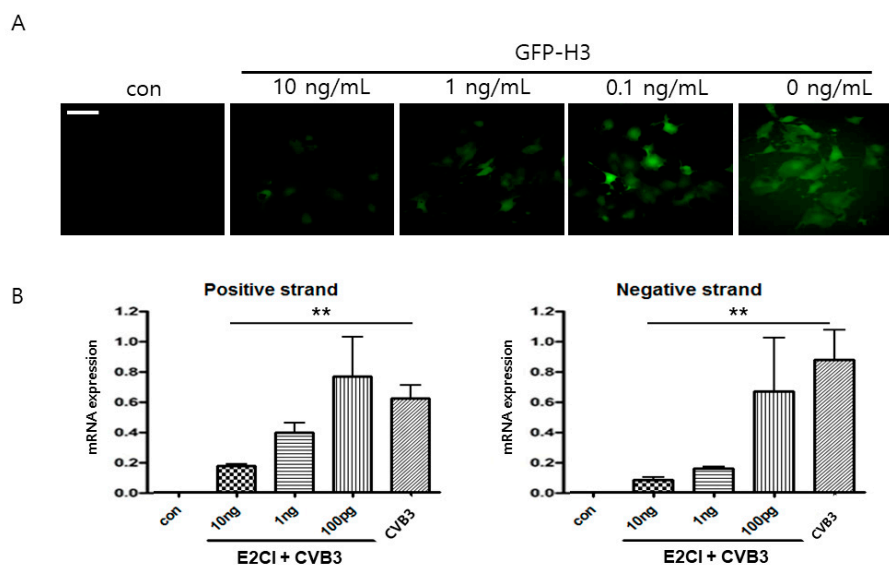 A
GFP-H3
con 10 ng/mL 1 ng/mL 0.1 ng/mL 0 ng/mL
B
Positive strand
**
mRNA expression
1.2
1.0
0.8
0.6
0.4
0.2
0.0
con 10ng 1ng 100pg CVB3
E2CI + CVB3
Negative strand
**
mRNA expression
1.2
1.0
0.8
0.6
0.4
0.2
0.0
con 10ng 1ng 100pg CVB3
E2CI + CVB3